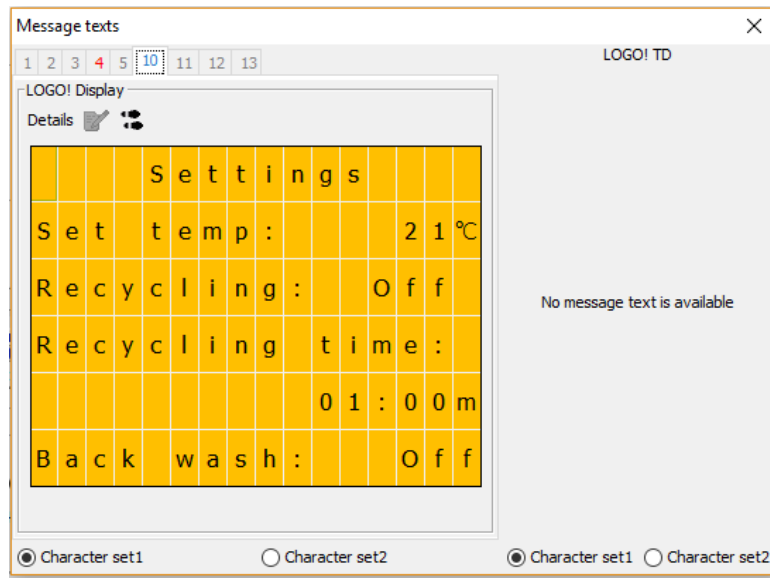 Message texts
1 2 3 4 5 10 11 12 13
LOGO! TD
LOGO! Display
Details
Settings
Set temp: 21℃
Recycling: Off
Recycling time:
01:00m
Back wash: Off
No message text is available
Character set1 Character set2
Character set1 Character set2